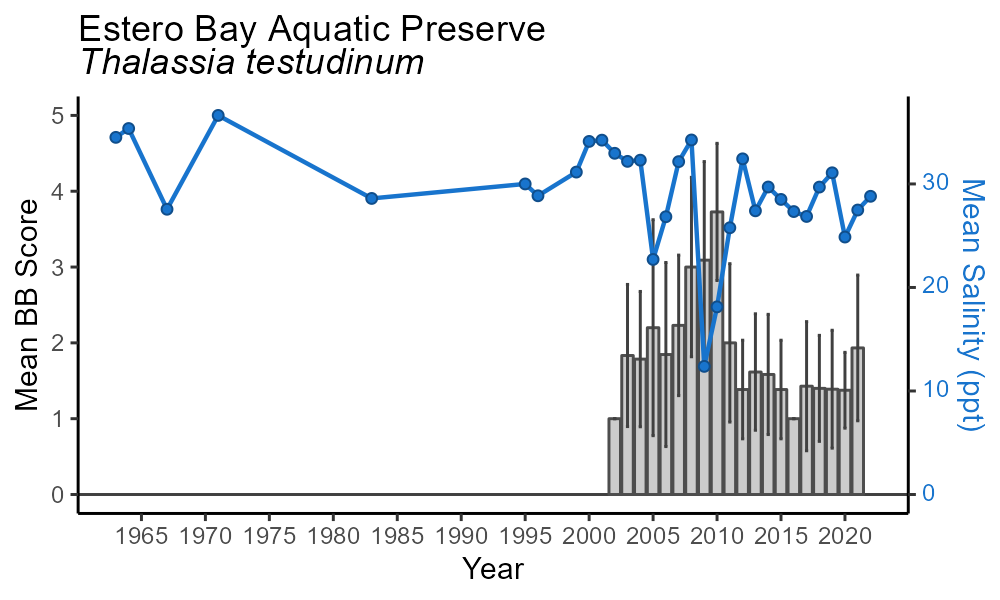 Estero Bay Aquatic Preserve
Thalassia testudinum
Mean BB Score
5
4
3
2
1
0
30
20
10
0
Mean Salinity (ppt)
1965 1970 1975 1980 1985 1990 1995 2000 2005 2010 2015 2020
Year